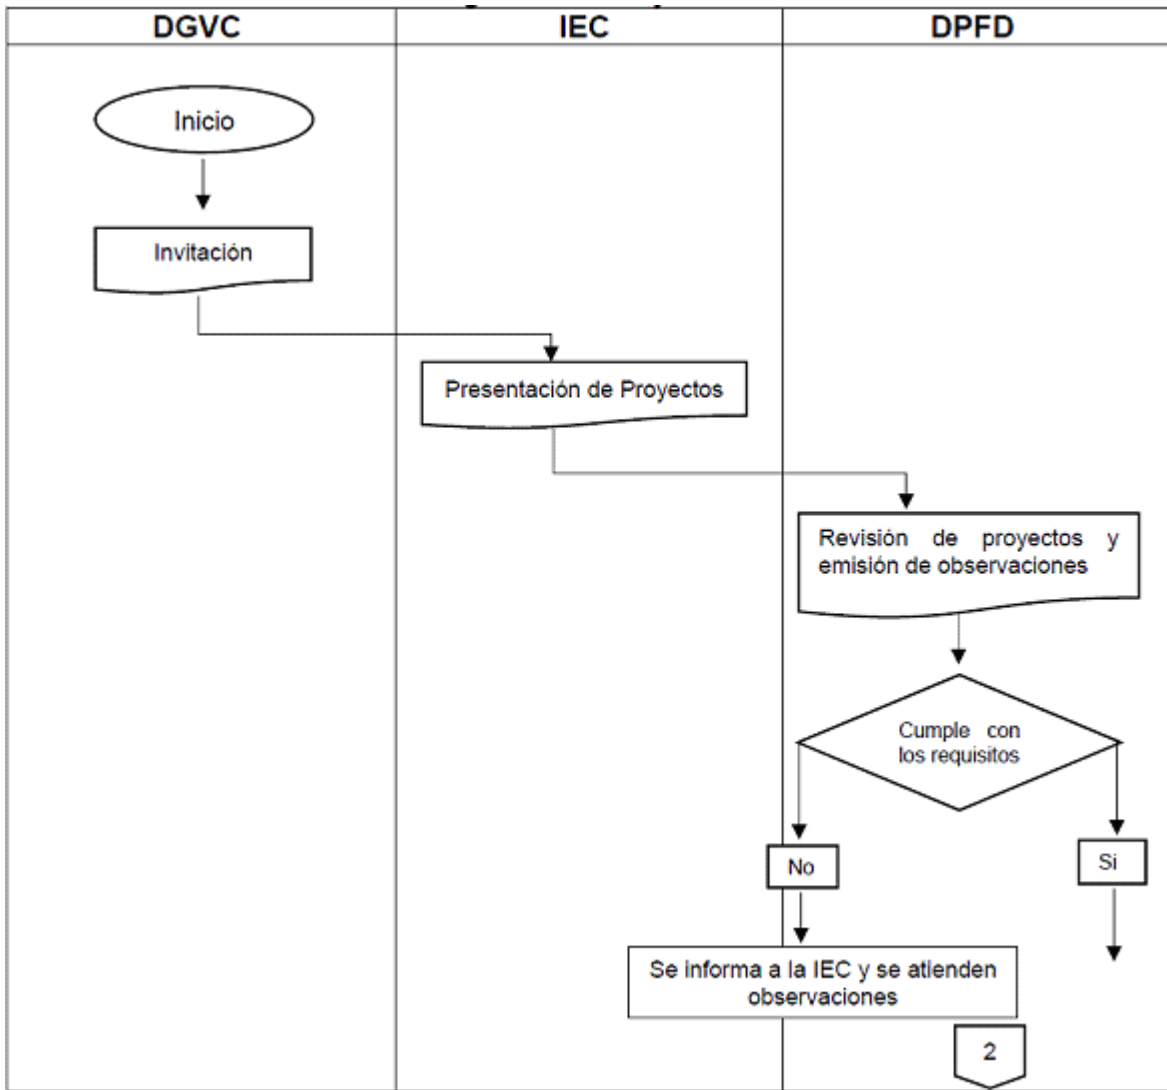 DGVC
IEC
DPFD
Inicio
Invitación
Presentación de Proyectos
Revisión de proyectos y
emisión de observaciones
Cumple con
los requisitos
No
Si
Se informa a la IEC y se atienden
observaciones
2